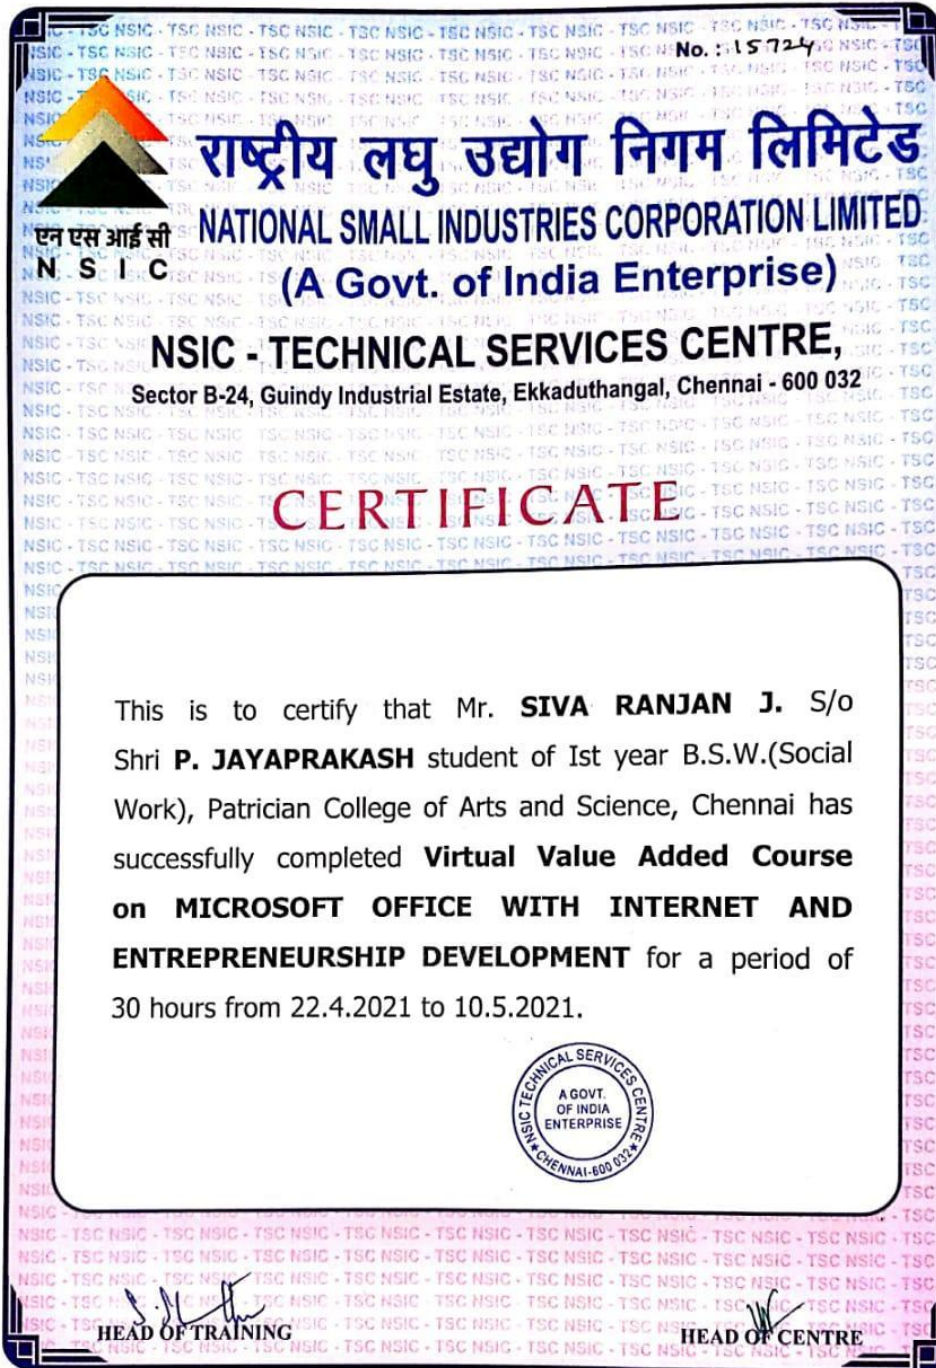 No. : 15724
राष्ट्रीय लघु उद्योग निगम लिमिटेड
एन एस आई सी
N S I C
NATIONAL SMALL INDUSTRIES CORPORATION LIMITED
(A Govt. of India Enterprise)
NSIC - TECHNICAL SERVICES CENTRE,
Sector B-24, Guindy Industrial Estate, Ekkaduthangal, Chennai - 600 032
CERTIFICATE
This is to certify that Mr. SIVA RANJAN J. S/o
Shri P. JAYAPRAKASH student of Ist year B.S.W.(Social
Work), Patrician College of Arts and Science, Chennai has
successfully completed Virtual Value Added Course
on MICROSOFT OFFICE WITH INTERNET AND
ENTREPRENEURSHIP DEVELOPMENT for a period of
30 hours from 22.4.2021 to 10.5.2021.
NSIC TECHNICAL SERVICES CENTRE
A GOVT.
OF INDIA
ENTERPRISE
CHENNAI-600 032
HEAD OF TRAINING
HEAD OF CENTRE